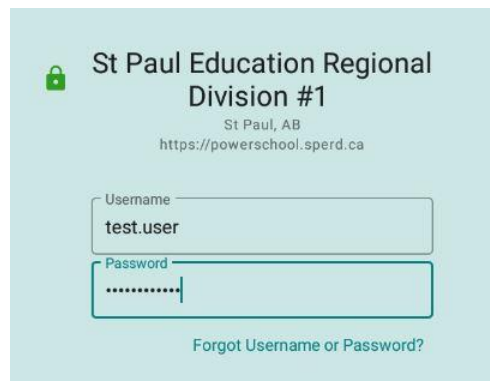 St Paul Education Regional
Division #1
St Paul, AB
https://powerschool.sperd.ca
Username
test.user
Password
••••••••••••
Forgot Username or Password?